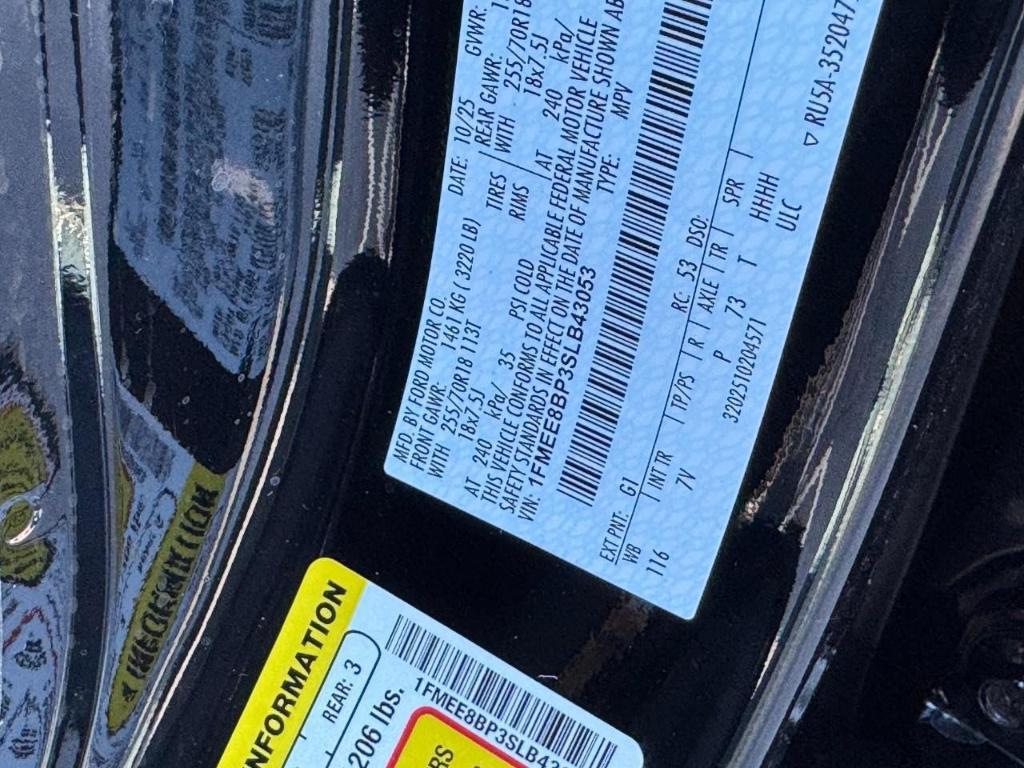 MFD. BY FORD MOTOR CO.
DATE: 10/25
GVWR:
FRONT GAWR: 1461 KG ( 3220 LB)
REAR GAWR:
WITH 255/70R18 113T
TIRES
WITH 255/70R18
18x7.5J
RIMS
18x7.5J
AT 240 kPa/ 35 PSI COLD
AT 240 kPa/
THIS VEHICLE CONFORMS TO ALL APPLICABLE FEDERAL MOTOR VEHICLE
SAFETY STANDARDS IN EFFECT ON THE DATE OF MANUFACTURE SHOWN AB
VIN: 1FMEE8BP3SLB43053
TYPE: MPV
EXT PNT: G1 RC: 53 DSO:
WB | INT TR | TP/PS | R | AXLE | TR | SPR |
116 7V P 73 T HHHH
32025102004571 ULC
▽ RUSA-352047
INFORMATION
REAR: 3
206 lbs.
1FMEE8BP3SLB43
RS